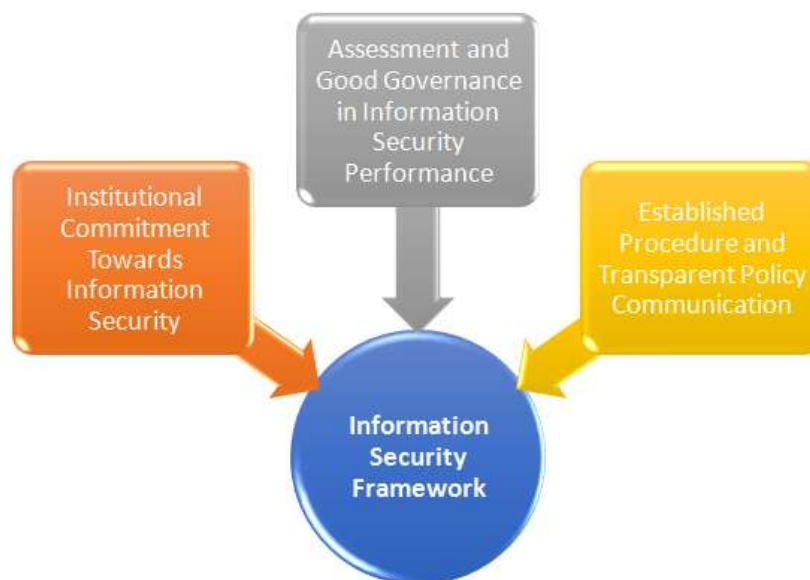 Assessment and
Good Governance
in Information
Security
Performance
Institutional
Commitment
Towards
Information
Security
Established
Procedure and
Transparent Policy
Communication
Information
Security
Framework